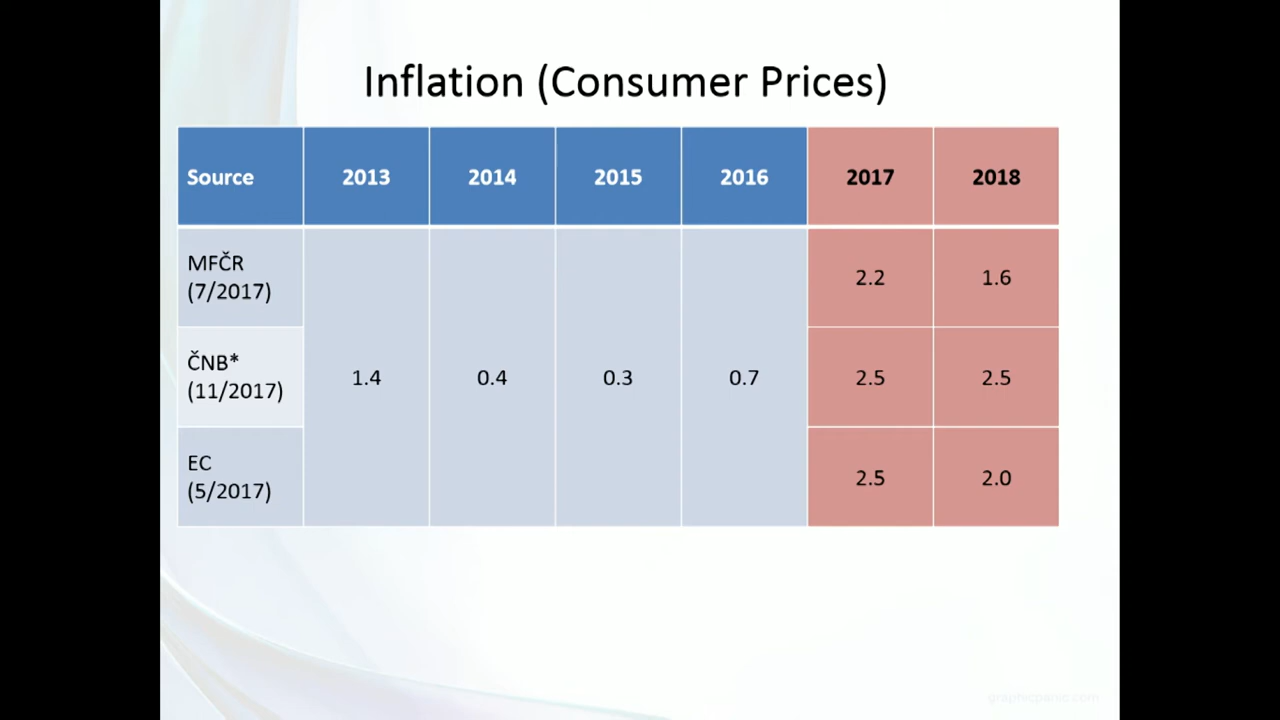 Inflation (Consumer Prices)
Source 2013 2014 2015 2016 2017 2018
MFČR
(7/2017)
2.2 1.6
ČNB*
(11/2017)
1.4 0.4 0.3 0.7 2.5 2.5
EC
(5/2017)
2.5 2.0